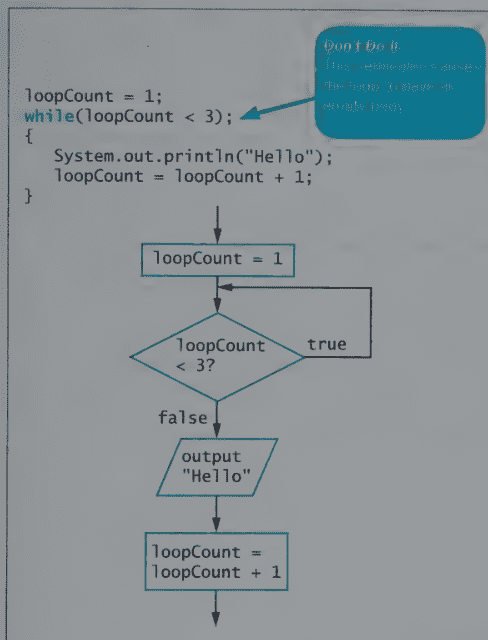 Don't Do It
loopCount = 1;
while(loopCount < 3);
{
System.out.println("Hello");
loopCount = loopCount + 1;
}
loopCount = 1
loopCount
< 3?
true
false
output
"Hello"
loopCount =
loopCount + 1